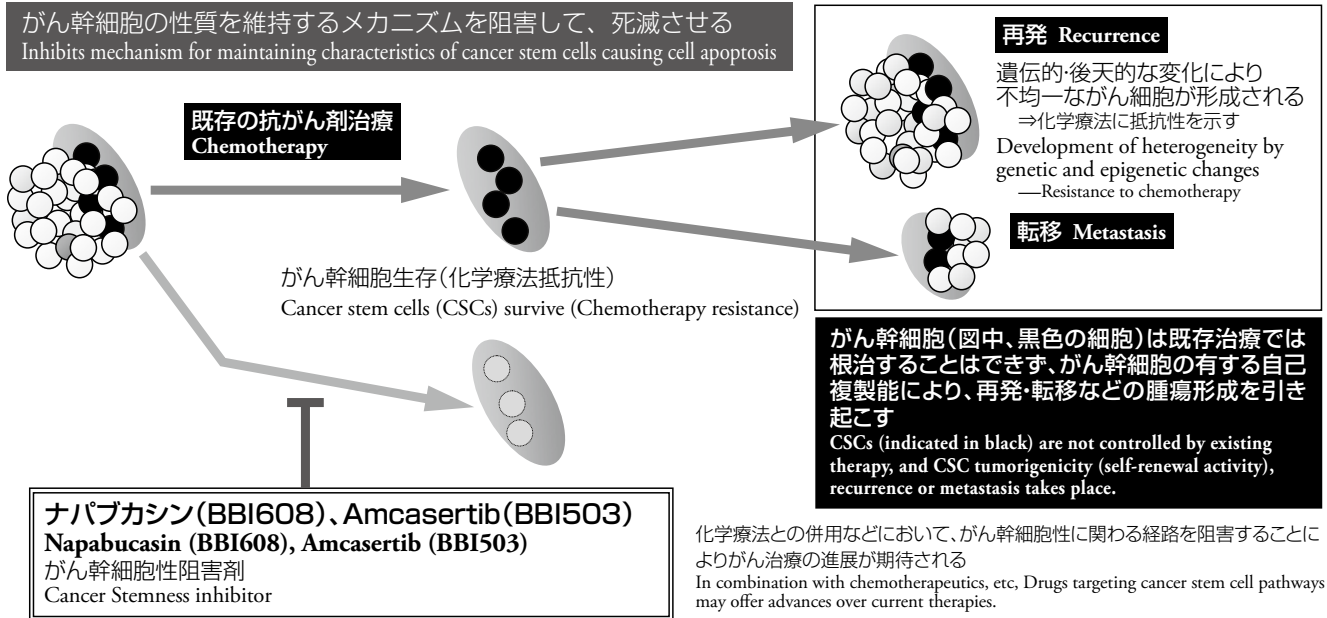 がん幹細胞の性質を維持するメカニズムを阻害して、死滅させる
Inhibits mechanism for maintaining characteristics of cancer stem cells causing cell apoptosis
既存の抗がん剤治療
Chemotherapy
がん幹細胞生存(化学療法抵抗性)
Cancer stem cells (CSCs) survive (Chemotherapy resistance)
再発 Recurrence
遺伝的・後天的な変化により
不均一ながん細胞が形成される
⇒化学療法に抵抗性を示す
Development of heterogeneity by
genetic and epigenetic changes
—Resistance to chemotherapy
転移 Metastasis
がん幹細胞(図中、黒色の細胞)は既存治療では
根治することはできず、がん幹細胞の有する自己
複製能により、再発・転移などの腫瘍形成を引き
起こす
CSCs (indicated in black) are not controlled by existing
therapy, and CSC tumorigenicity (self-renewal activity),
recurrence or metastasis takes place.
ナパブカシン(BBI608)、Amcasertib(BBI503)
Napabucasin (BBI608), Amcasertib (BBI503)
がん幹細胞性阻害剤
Cancer Stemness inhibitor
化学療法との併用などにおいて、がん幹細胞性に関わる経路を阻害することに
よりがん治療の進展が期待される
In combination with chemotherapeutics, etc, Drugs targeting cancer stem cell pathways
may offer advances over current therapies.